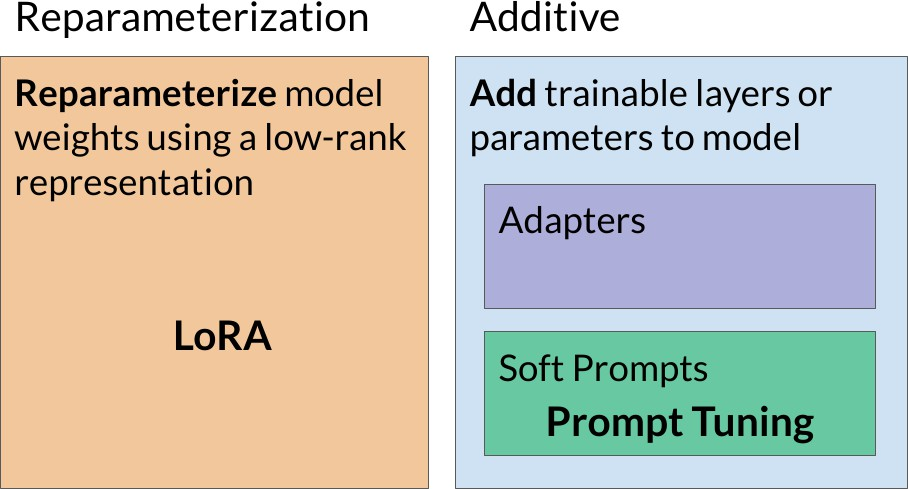 Reparameterization
Reparameterize model
weights using a low-rank
representation
LoRA
Additive
Add trainable layers or
parameters to model
Adapters
Soft Prompts
Prompt Tuning